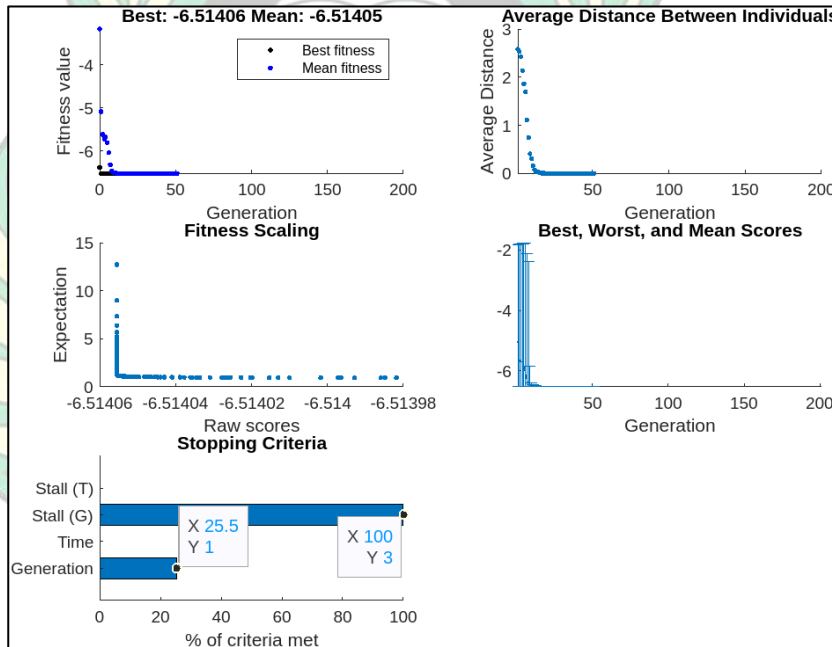 Best: -6.51406 Mean: -6.51405
Fitness value
-4
-5
-6
Best fitness
Mean fitness
0 50 100 150 200
Generation
Average Distance Between Individuals
Average Distance
3
2
1
0
0 50 100 150 200
Generation
Fitness Scaling
Expectation
15
10
5
0
-6.51406 -6.51404 -6.51402 -6.514 -6.51398
Raw scores
Best, Worst, and Mean Scores
-2
-4
-6
50 100 150 200
Generation
Stopping Criteria
Stall (T)
Stall (G)
Time
Generation
X 25.5
Y 1
X 100
Y 3
0 20 40 60 80 100
% of criteria met